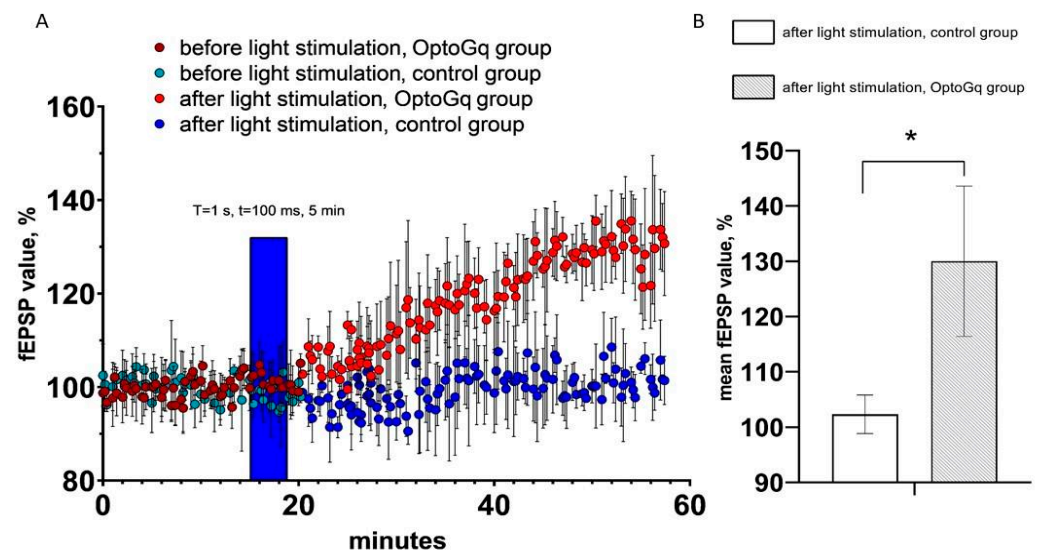 A
before light stimulation, OptoGq group
before light stimulation, control group
after light stimulation, OptoGq group
after light stimulation, control group
160
140
120
100
80
fEPSP value, %
T=1 s, t=100 ms, 5 min
0
20
40
60
minutes
B
after light stimulation, control group
after light stimulation, OptoGq group
*
150
140
130
120
110
100
90
mean fEPSP value, %